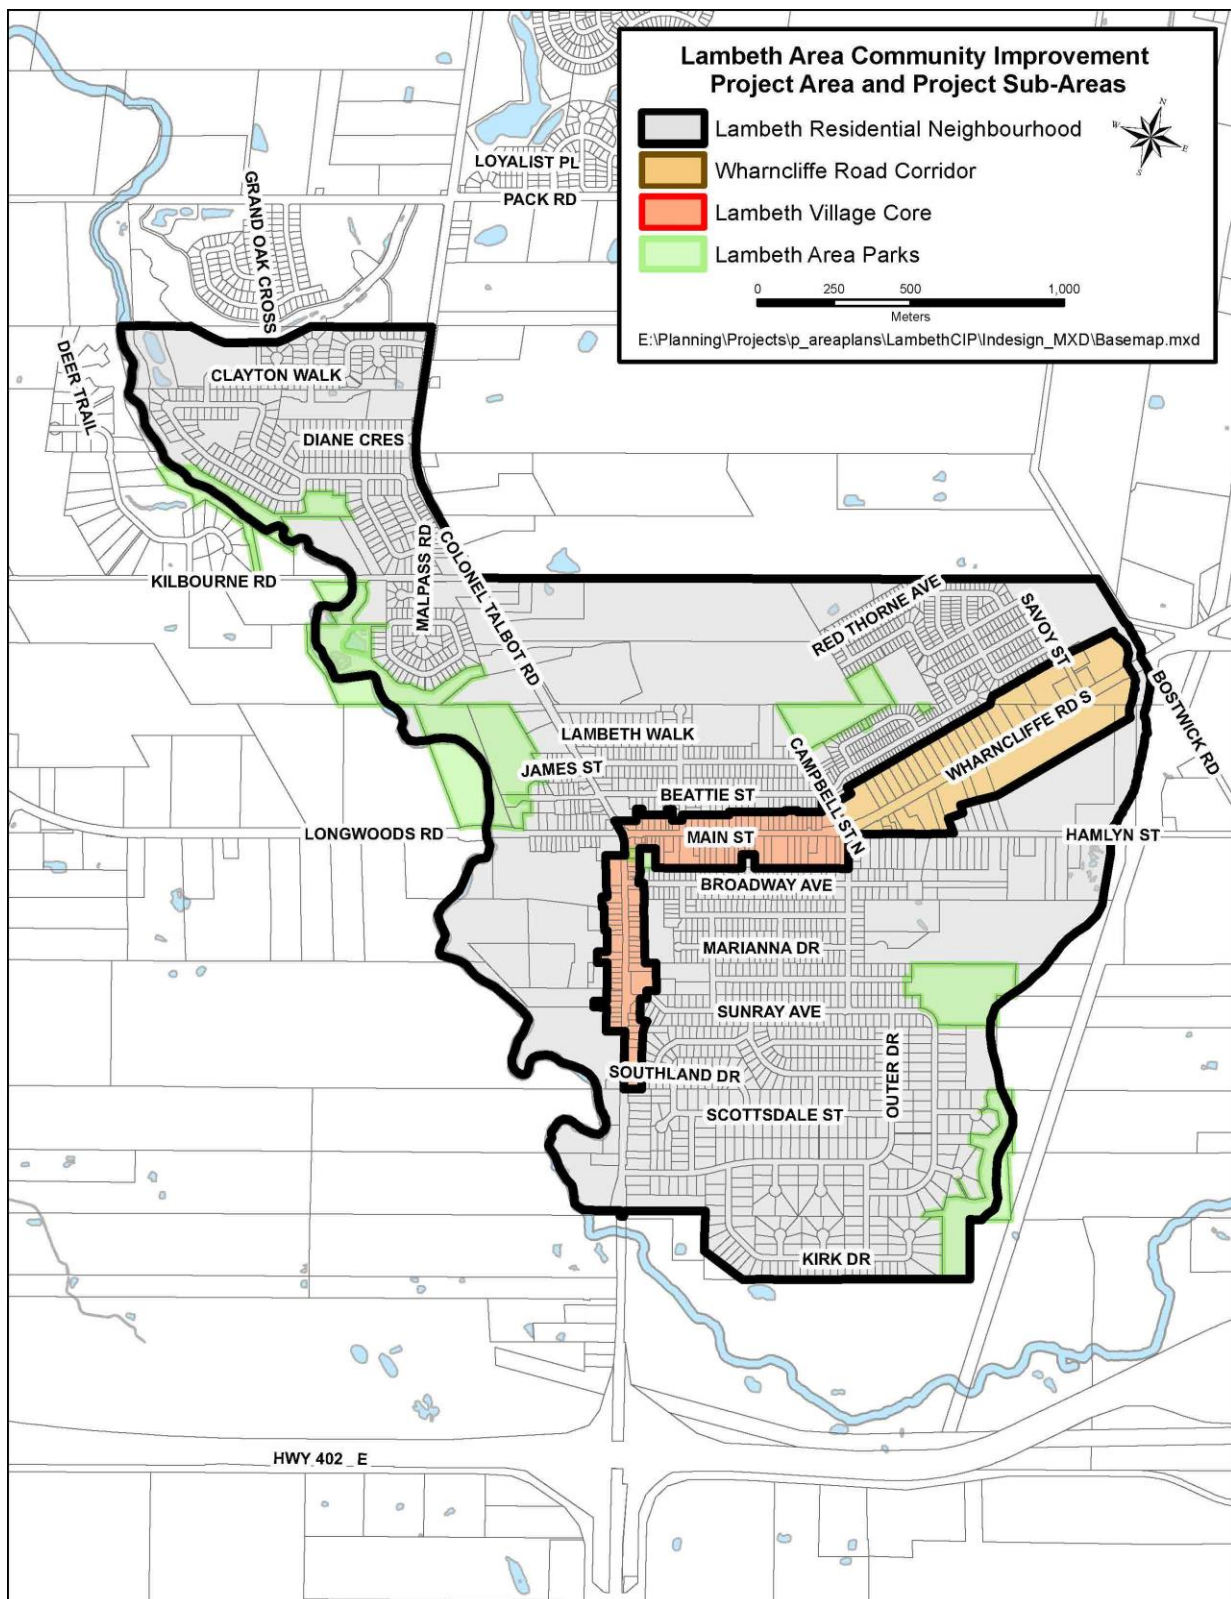 Lambeth Area Community Improvement
Project Area and Project Sub-Areas
Lambeth Residential Neighbourhood
Wharncliffe Road Corridor
Lambeth Village Core
Lambeth Area Parks
N
W
E
S
0 250 500 1,000
Meters
E:\Planning\Projects\p_areaplans\LambethCIP\Indesign_MXD\Basemap.mxd
LOYALIST PL
PACK RD
GRAND OAK CROSS
DEER TRAIL
CLAYTON WALK
DIANE CRES
MALPASS RD
COLONEL TALBOT RD
KILBOURNE RD
RED THORNE AVE
SAVOY ST
BOSTWICK RD
WHARNCLIFFE RD S
LAMBETH WALK
CAMPBELL ST N
JAMES ST
BEATTIE ST
LONGWOODS RD
MAIN ST
HAMLYN ST
BROADWAY AVE
MARIANNA DR
SUNRAY AVE
OUTER DR
SOUTHLAND DR
SCOTTSDALE ST
KIRK DR
HWY 402 E